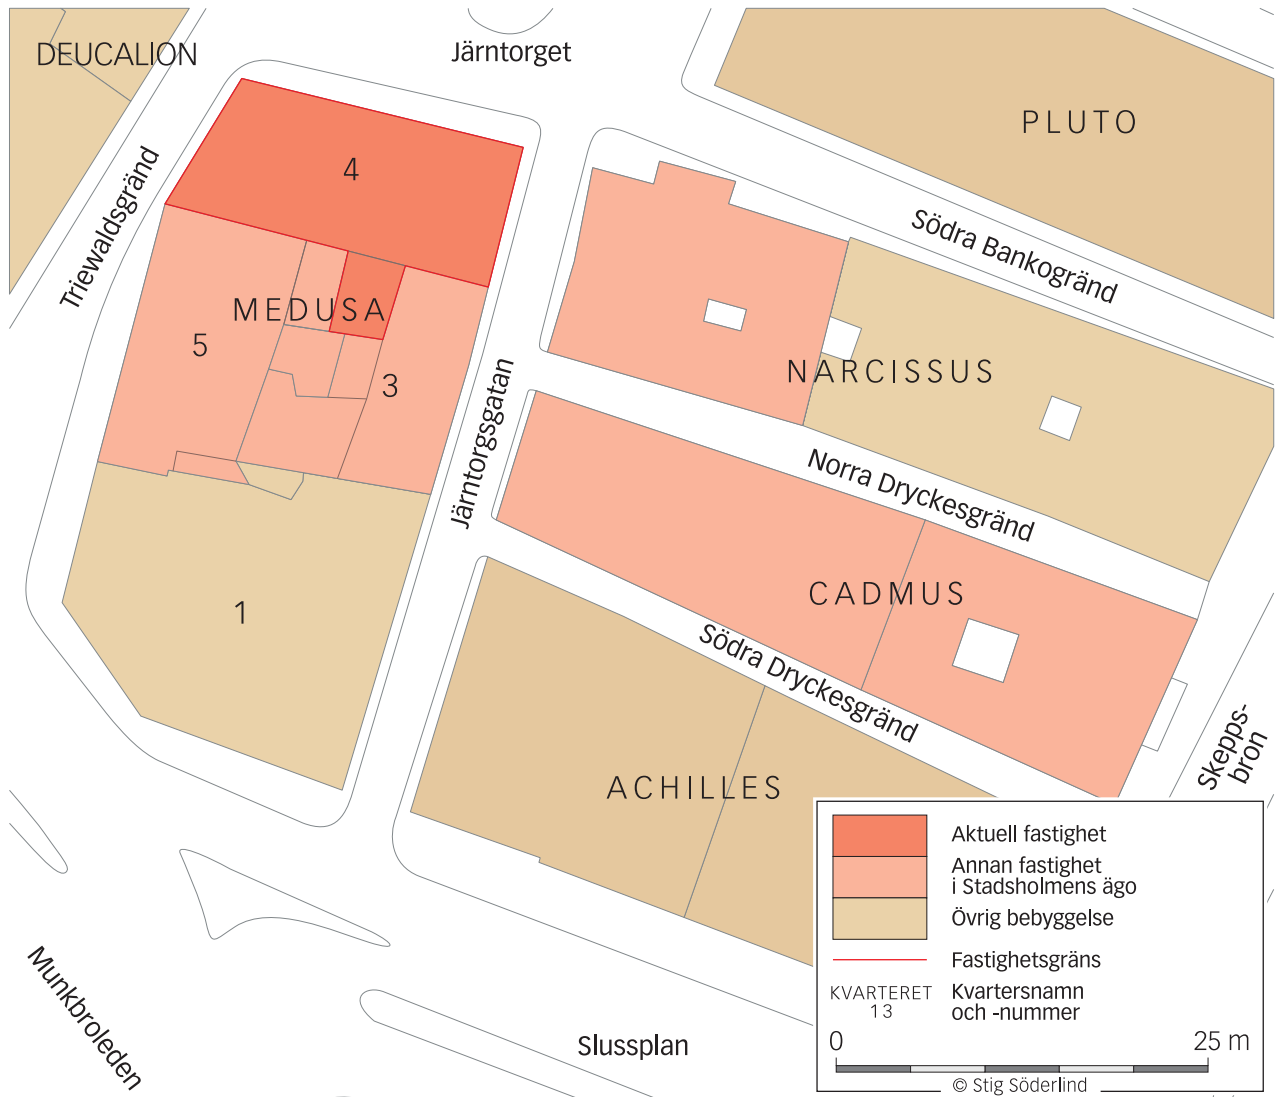 DEUCALION
Järntorget
PLUTO
4
Triewaldsgränd
Södra Bankogränd
MEDUSA
5
3
NARCISSUS
Järntorgsgatan
Norra Dryckesgränd
CADMUS
1
Södra Dryckesgränd
Skepps-
bron
ACHILLES
Aktuell fastighet
Annan fastighet
i Stadsholmens ägo
Övrig bebyggelse
Fastighetsgräns
KVARTERET
13
Kvartersnamn
och -nummer
0 25 m
© Stig Söderlind
Munkbroleden
Slussplan